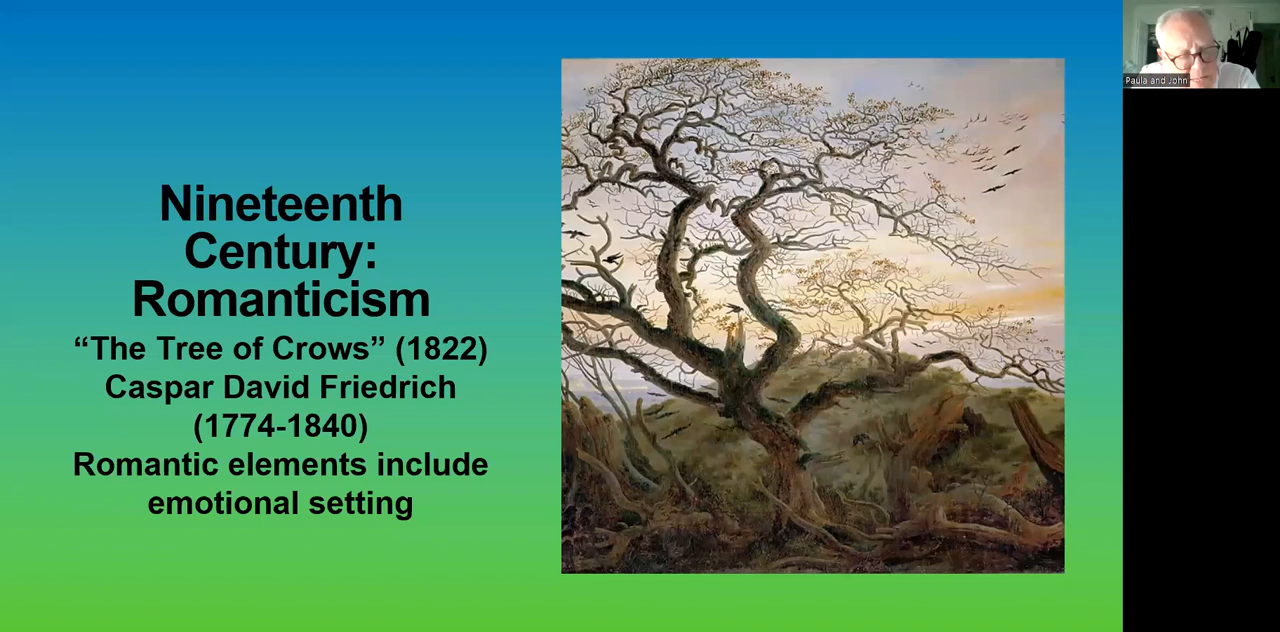 Nineteenth
Century:
Romanticism
“The Tree of Crows” (1822)
Caspar David Friedrich
(1774-1840)
Romantic elements include
emotional setting
Paula and John